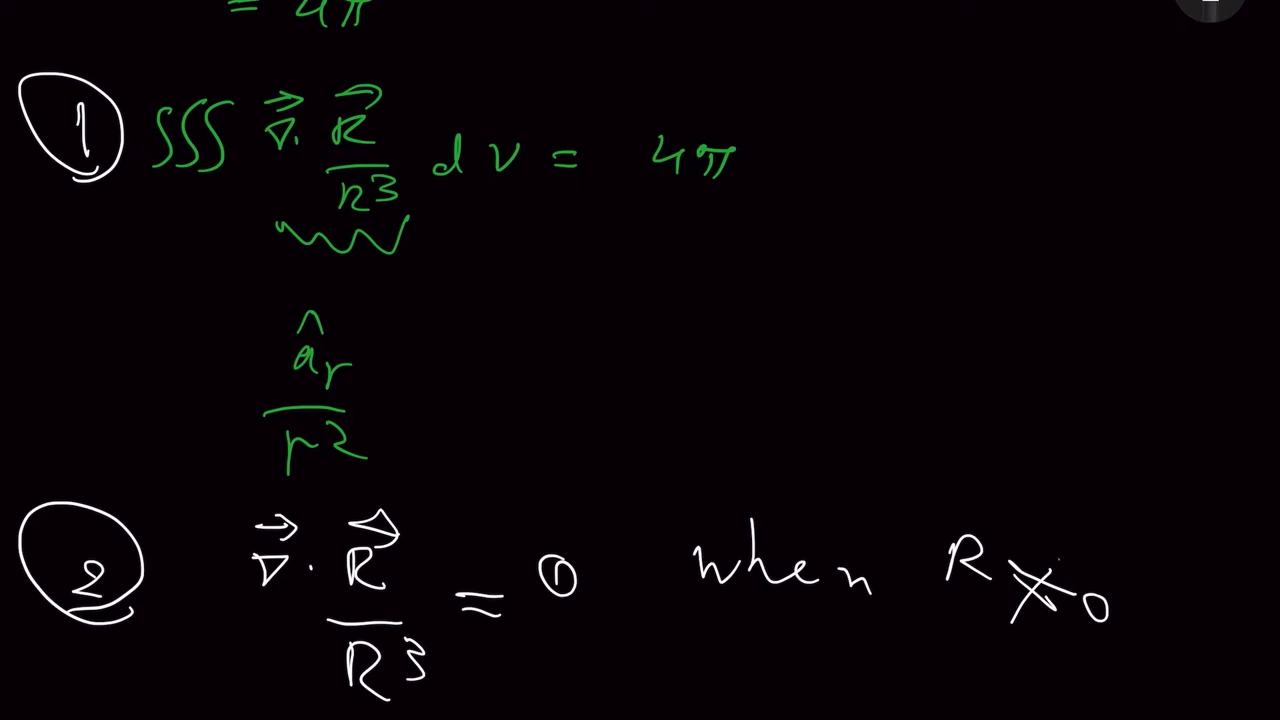 = 4π
1 ∭ ∇⃗ · R⃗/R³ dv = 4π
â_r/r²
2 ∇⃗ · R⃗/R³ = 0 when R ≠ 0